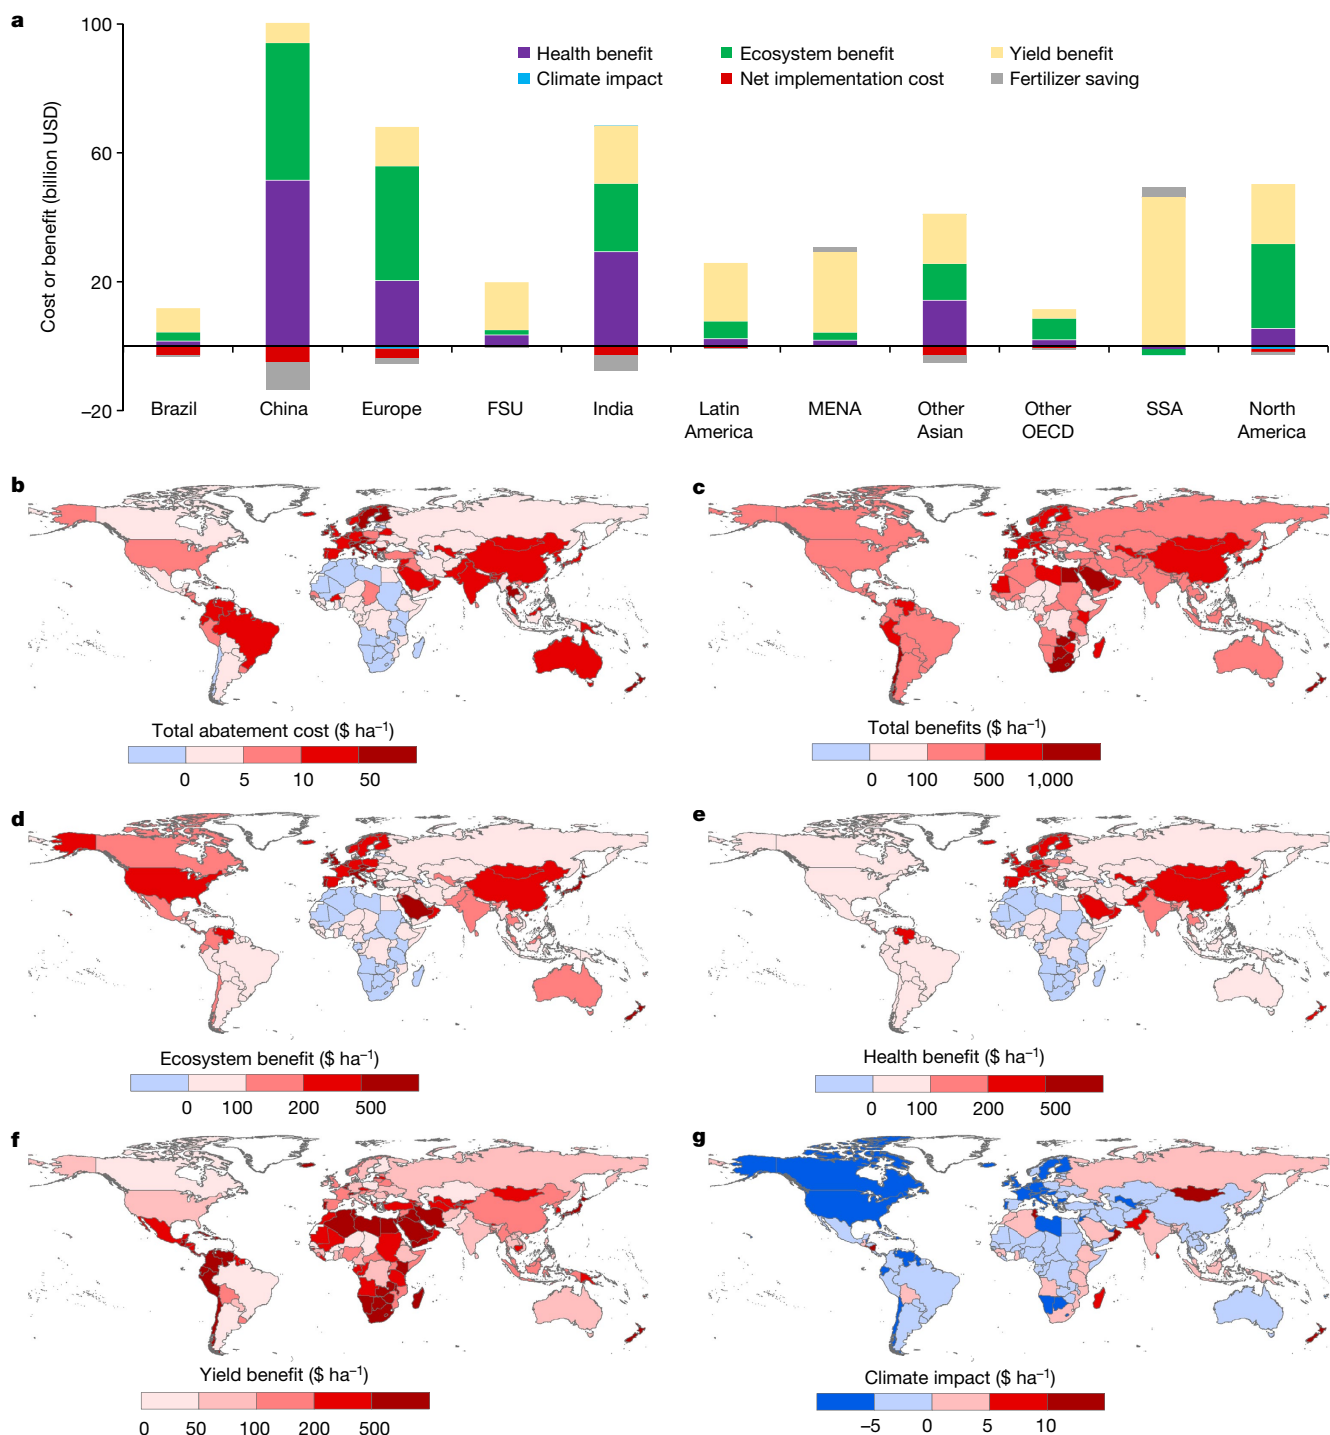 a
100
60
20
–20
Cost or benefit (billion USD)
Health benefit
Ecosystem benefit
Yield benefit
Climate impact
Net implementation cost
Fertilizer saving
Brazil
China
Europe
FSU
India
Latin
America
MENA
Other
Asian
Other
OECD
SSA
North
America
b
Total abatement cost ($ ha–1)
0 5 10 50
c
Total benefits ($ ha–1)
0 100 500 1,000
d
Ecosystem benefit ($ ha–1)
0 100 200 500
e
Health benefit ($ ha–1)
0 100 200 500
f
Yield benefit ($ ha–1)
0 50 100 200 500
g
Climate impact ($ ha–1)
–5 0 5 10